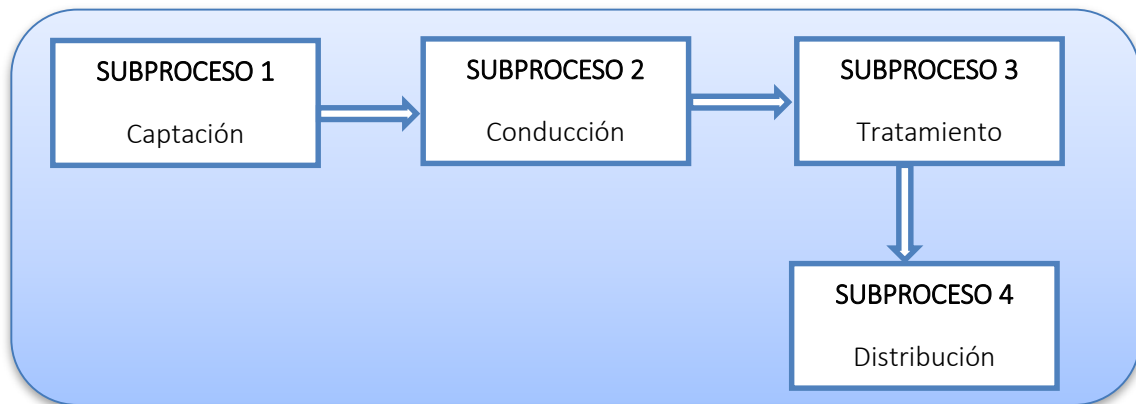 SUBPROCESO 1
Captación
SUBPROCESO 2
Conducción
SUBPROCESO 3
Tratamiento
SUBPROCESO 4
Distribución